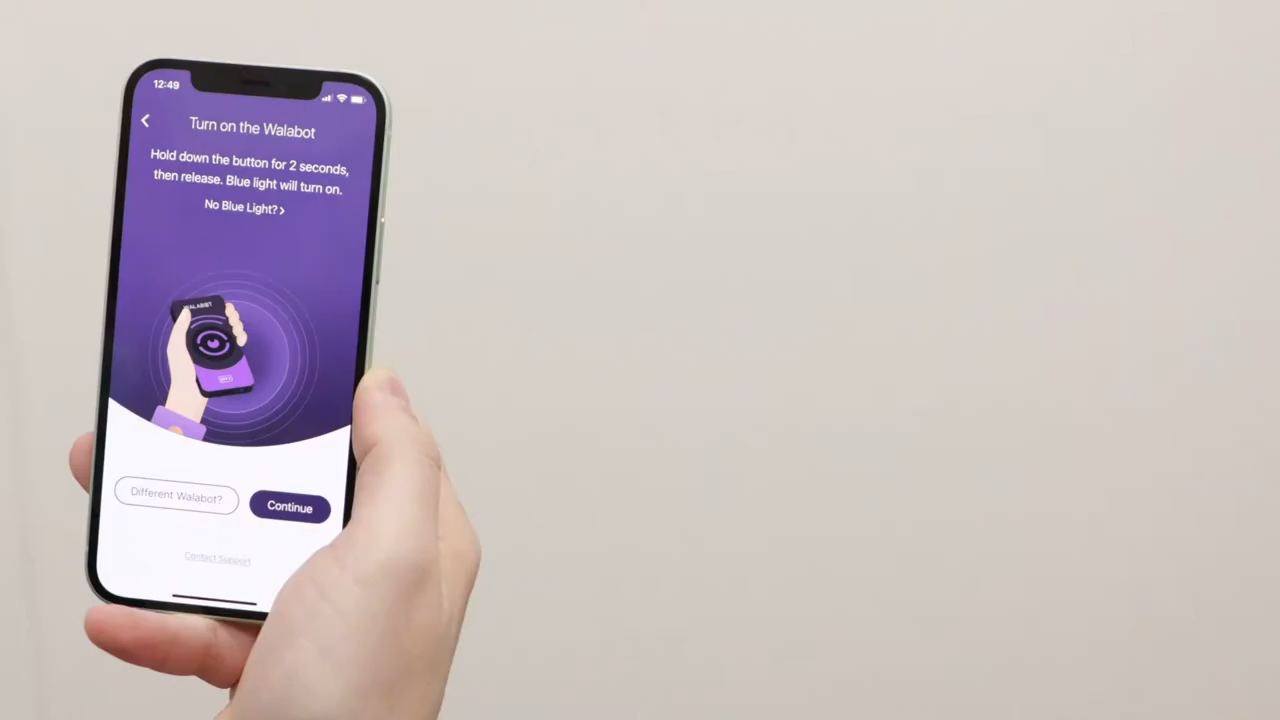 12:49
Turn on the Walabot
Hold down the button for 2 seconds,
then release. Blue light will turn on.
No Blue Light? >
WALABOT
Different Walabot?
Continue
Contact Support